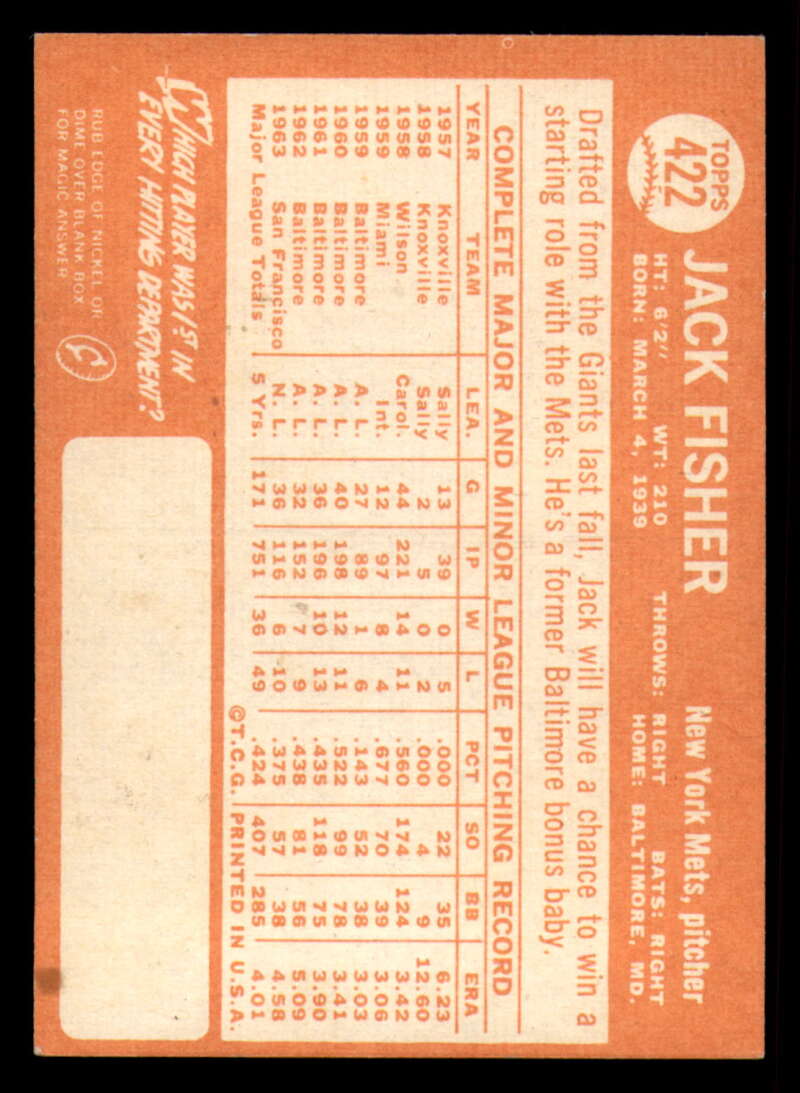 TOPPS
422
JACK FISHER
New York Mets, pitcher
HT: 6'2" WT: 210 THROWS: RIGHT BATS: RIGHT
BORN: MARCH 4, 1939 HOME: BALTIMORE, MD.
Drafted from the Giants last fall, Jack will have a chance to win a
starting role with the Mets. He's a former Baltimore bonus baby.
COMPLETE MAJOR AND MINOR LEAGUE PITCHING RECORD
YEAR TEAM LEA. G IP W L PCT SO BB ERA
1957 Knoxville Sally 13 39 0 5 .000 22 35 6.23
1958 Knoxville Sally 2 5 0 2 .000 4 9 12.60
1958 Wilson Carol. 44 221 14 11 .560 174 124 3.42
1959 Miami Int. 12 97 8 4 .677 70 39 3.06
1959 Baltimore A. L. 27 89 1 6 .143 52 38 3.03
1960 Baltimore A. L. 40 198 12 11 .522 99 78 3.41
1961 Baltimore A. L. 36 196 10 13 .435 118 75 3.90
1962 Baltimore A. L. 32 152 7 9 .438 81 56 5.09
1963 San Francisco N. L. 36 116 6 10 .375 57 38 4.58
Major League Totals 5 Yrs. 171 751 36 49 .424 407 285 4.01
©T.C.G. PRINTED IN U.S.A.
WHICH PLAYER WAS 1ST IN
EVERY HITTING DEPARTMENT?
RUB EDGE OF NICKEL OR
DIME OVER BLANK BOX
FOR MAGIC ANSWER